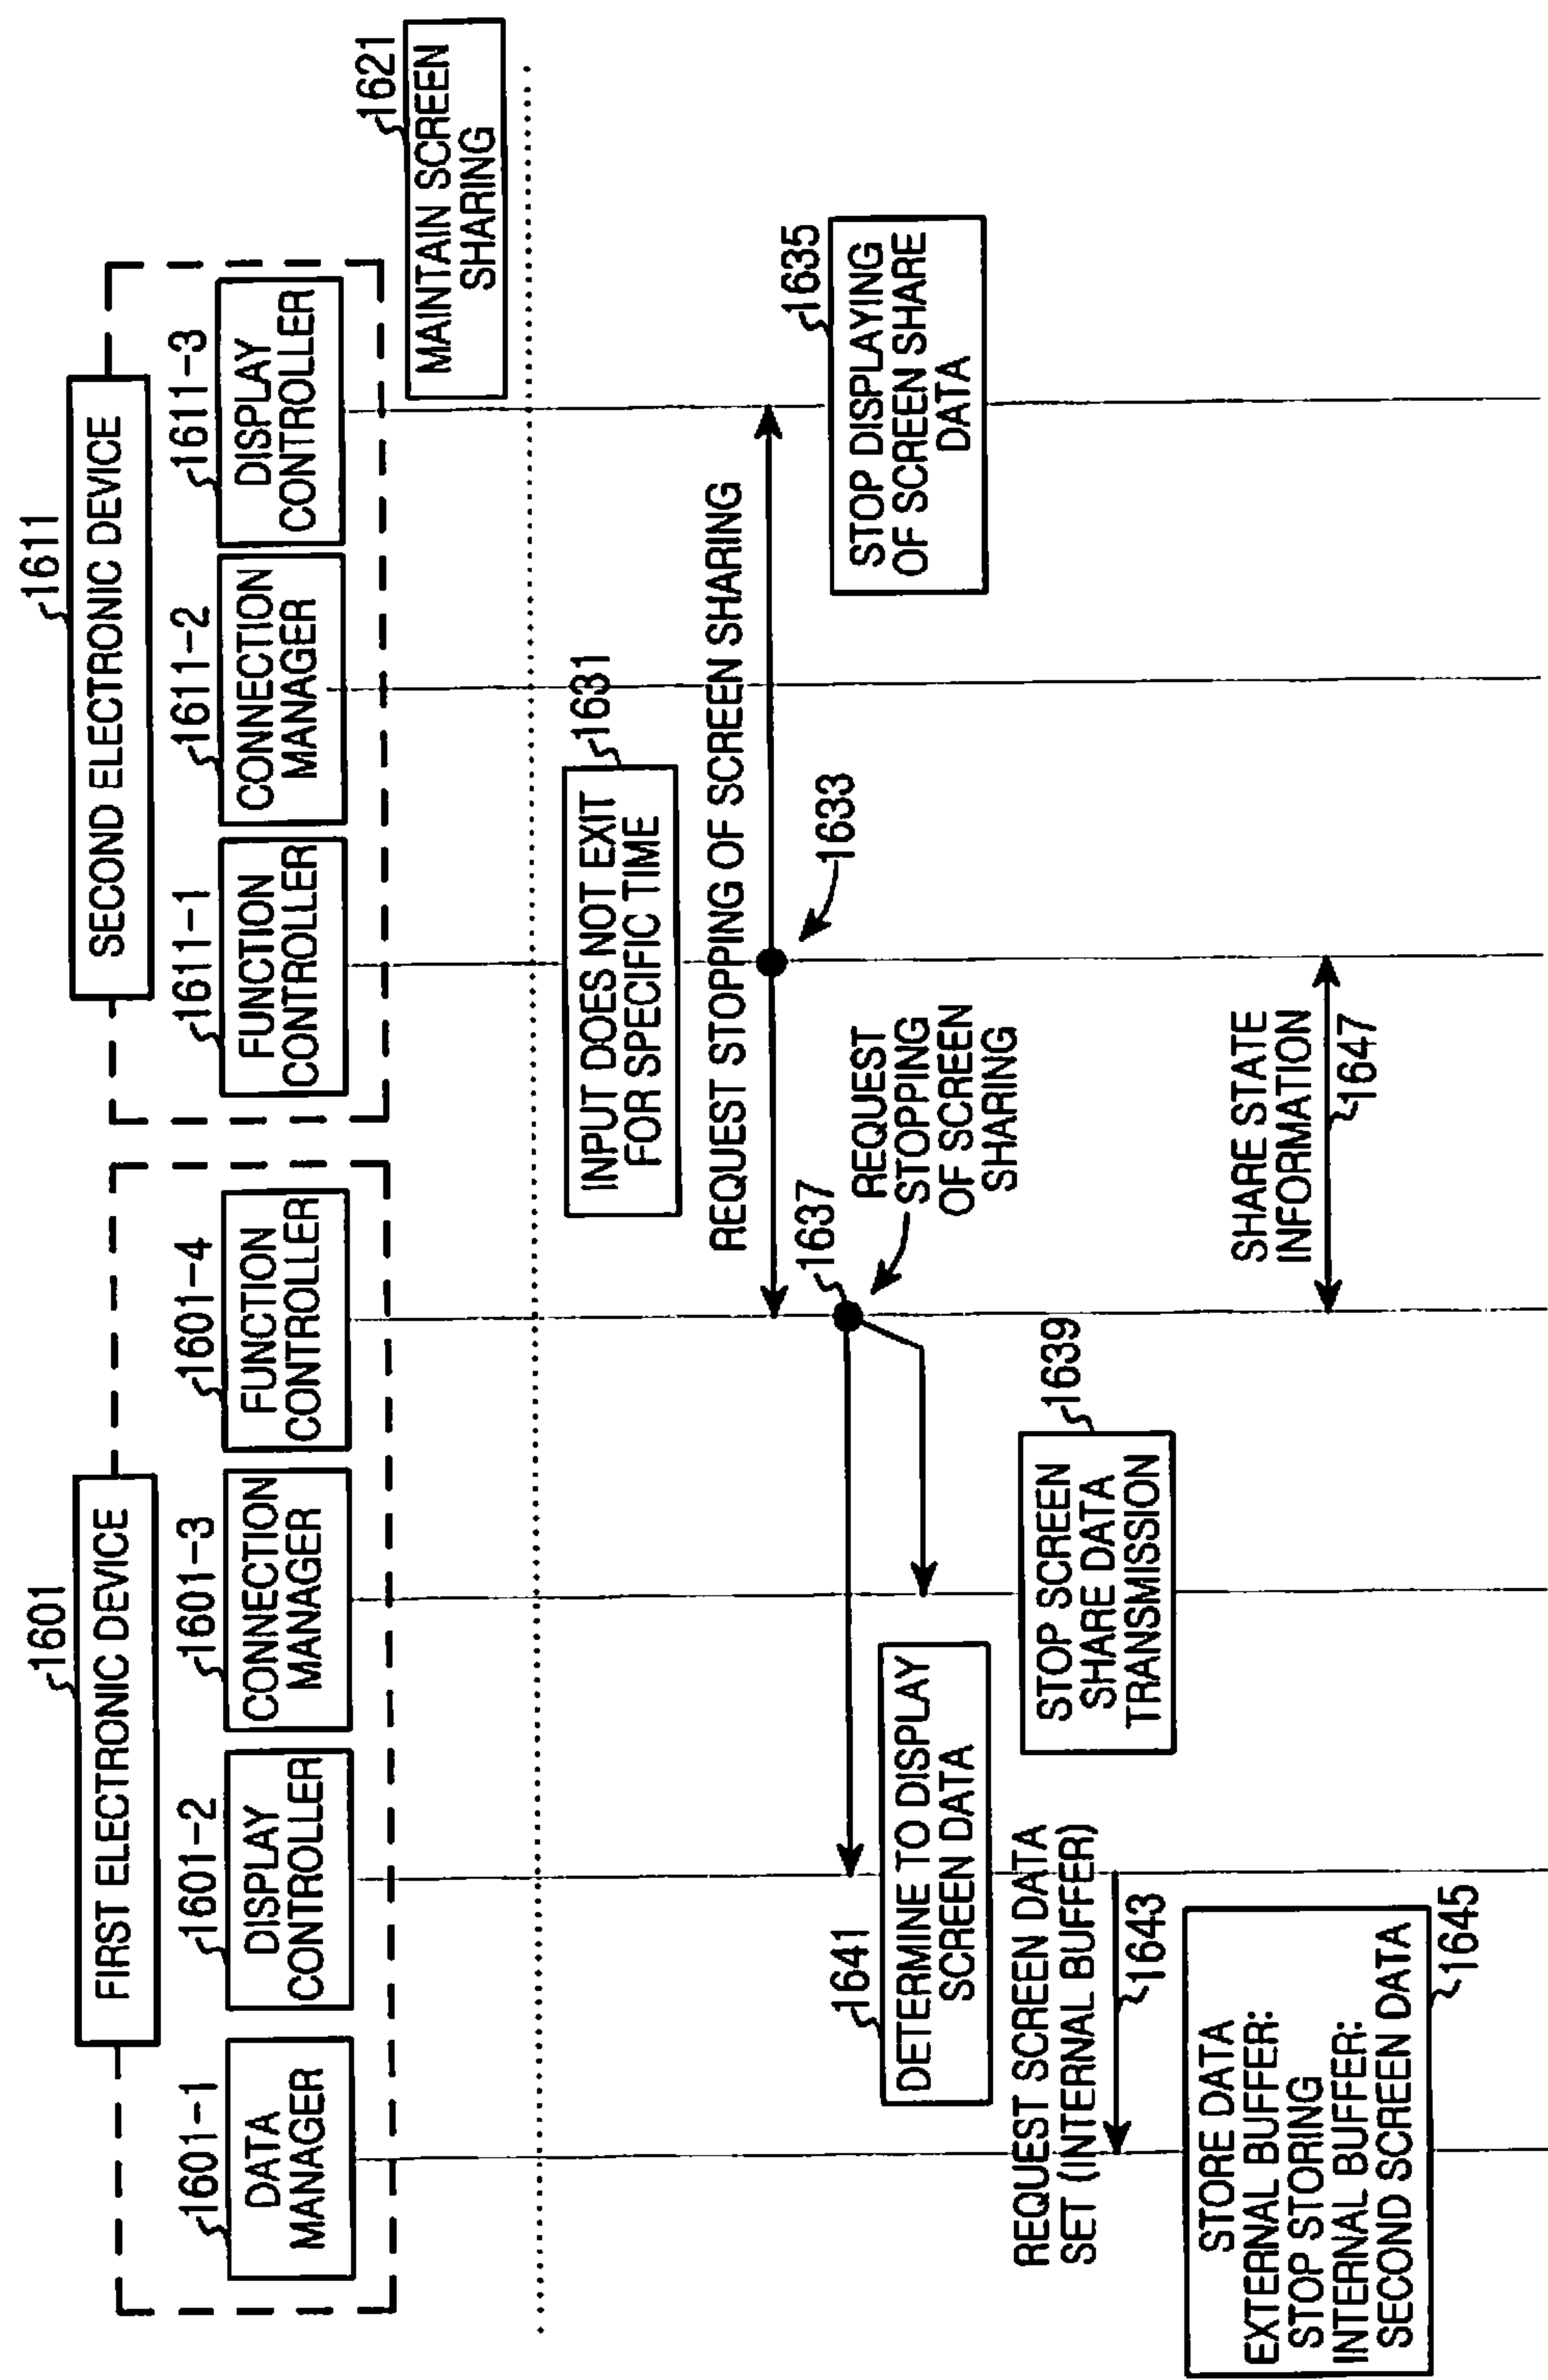 1601
FIRST ELECTRONIC DEVICE
1611
SECOND ELECTRONIC DEVICE
1601-1
DATA
MANAGER
1601-2
DISPLAY
CONTROLLER
1601-3
CONNECTION
MANAGER
1601-4
FUNCTION
CONTROLLER
1611-1
FUNCTION
CONTROLLER
1611-2
CONNECTION
MANAGER
1611-3
DISPLAY
CONTROLLER
1621
MAINTAIN SCREEN
SHARING
1631
INPUT DOES NOT EXIT
FOR SPECIFIC TIME
REQUEST STOPPING OF SCREEN SHARING
1633
1635
STOP DISPLAYING
OF SCREEN SHARE
DATA
1637
REQUEST
STOPPING
OF SCREEN
SHARING
1641
DETERMINE TO DISPLAY
SCREEN DATA
1639
STOP SCREEN
SHARE DATA
TRANSMISSION
REQUEST SCREEN DATA
SET (INTERNAL BUFFER)
1643
STORE DATA
EXTERNAL BUFFER:
STOP STORING
INTERNAL BUFFER:
SECOND SCREEN DATA
1645
SHARE STATE
INFORMATION
1647